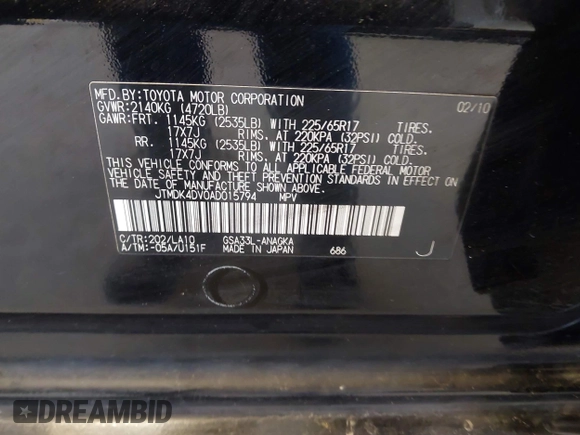 MFD.BY:TOYOTA MOTOR CORPORATION 02/10
GVWR:2140KG (4720LB)
GAWR:FRT. 1145KG (2535LB) WITH 225/65R17 TIRES.
17X7J RIMS. AT 220KPA (32PSI) COLD.
RR. 1145KG (2535LB) WITH 225/65R17 TIRES.
17X7J RIMS. AT 220KPA (32PSI) COLD.
THIS VEHICLE CONFORMS TO ALL APPLICABLE FEDERAL MOTOR
VEHICLE SAFETY AND THEFT PREVENTION STANDARDS IN EFFECT ON
THE DATE OF MANUFACTURE SHOWN ABOVE.
JTMDK4DV0AD015794 MPV
C/TR:202/LA10 GSA33L-ANAGKA
A/TM:-05A/U151F MADE IN JAPAN 686 J
DREAMBID